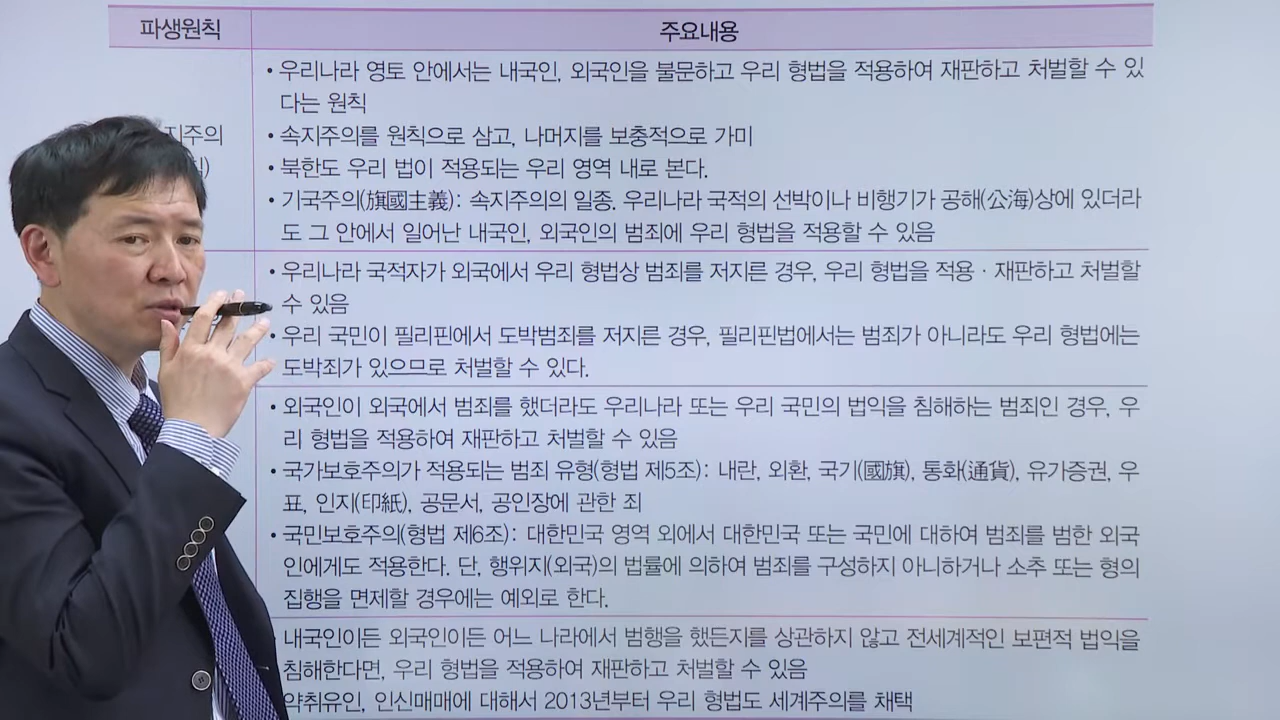 파생원칙
주요내용
• 우리나라 영토 안에서는 내국인, 외국인을 불문하고 우리 형법을 적용하여 재판하고 처벌할 수 있
다는 원칙
지주의
• 속지주의를 원칙으로 삼고, 나머지를 보충적으로 가미
• 북한도 우리 법이 적용되는 우리 영역 내로 본다.
• 기국주의(旗國主義): 속지주의의 일종. 우리나라 국적의 선박이나 비행기가 공해(公海)상에 있더라
도 그 안에서 일어난 내국인, 외국인의 범죄에 우리 형법을 적용할 수 있음
• 우리나라 국적자가 외국에서 우리 형법상 범죄를 저지른 경우, 우리 형법을 적용 · 재판하고 처벌할
수 있음
• 우리 국민이 필리핀에서 도박범죄를 저지른 경우, 필리핀법에서는 범죄가 아니라도 우리 형법에는
도박죄가 있으므로 처벌할 수 있다.
• 외국인이 외국에서 범죄를 했더라도 우리나라 또는 우리 국민의 법익을 침해하는 범죄인 경우, 우
리 형법을 적용하여 재판하고 처벌할 수 있음
• 국가보호주의가 적용되는 범죄 유형(형법 제5조): 내란, 외환, 국기(國旗), 통화(通貨), 유가증권, 우
표, 인지(印紙), 공문서, 공인장에 관한 죄
• 국민보호주의(형법 제6조): 대한민국 영역 외에서 대한민국 또는 국민에 대하여 범죄를 범한 외국
인에게도 적용한다. 단, 행위지(외국)의 법률에 의하여 범죄를 구성하지 아니하거나 소추 또는 형의
집행을 면제할 경우에는 예외로 한다.
• 내국인이든 외국인이든 어느 나라에서 범행을 했든지를 상관하지 않고 전세계적인 보편적 법익을
침해한다면, 우리 형법을 적용하여 재판하고 처벌할 수 있음
약취유인, 인신매매에 대해서 2013년부터 우리 형법도 세계주의를 채택